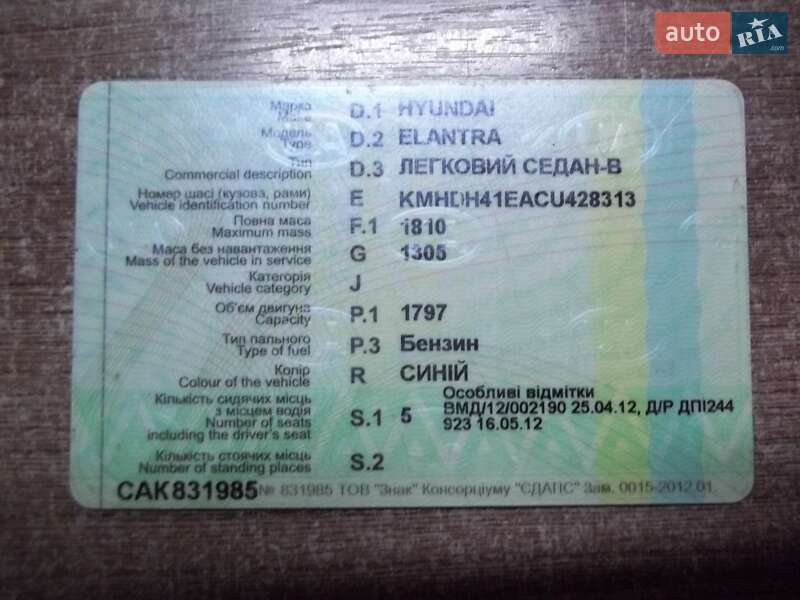 auto RIA .com
Марка D.1 HYUNDAI
Make
Модель D.2 ELANTRA
Type
Тип D.3 ЛЕГКОВИЙ СЕДАН-В
Commercial description
Номер шасі (кузова, рами) E KMHDH41EACU428313
Vehicle identification number
Повна маса F.1 1810
Maximum mass
Маса без навантаження G 1305
Mass of the vehicle in service
Категорія J
Vehicle category
Об'єм двигуна P.1 1797
Capacity
Тип пального P.3 Бензин
Type of fuel
Колір R СИНІЙ
Colour of the vehicle
Кількість сидячих місць Особливі відмітки
з місцем водія S.1 5 ВМД/12/002190 25.04.12, Д/Р ДПІ244
Number of seats 923 16.05.12
including the driver's seat
Кількість стоячих місць S.2
Number of standing places
САК831985 № 831985 ТОВ "Знак" Консорціуму "ЄДАПС" Зам. 0015-2012.01